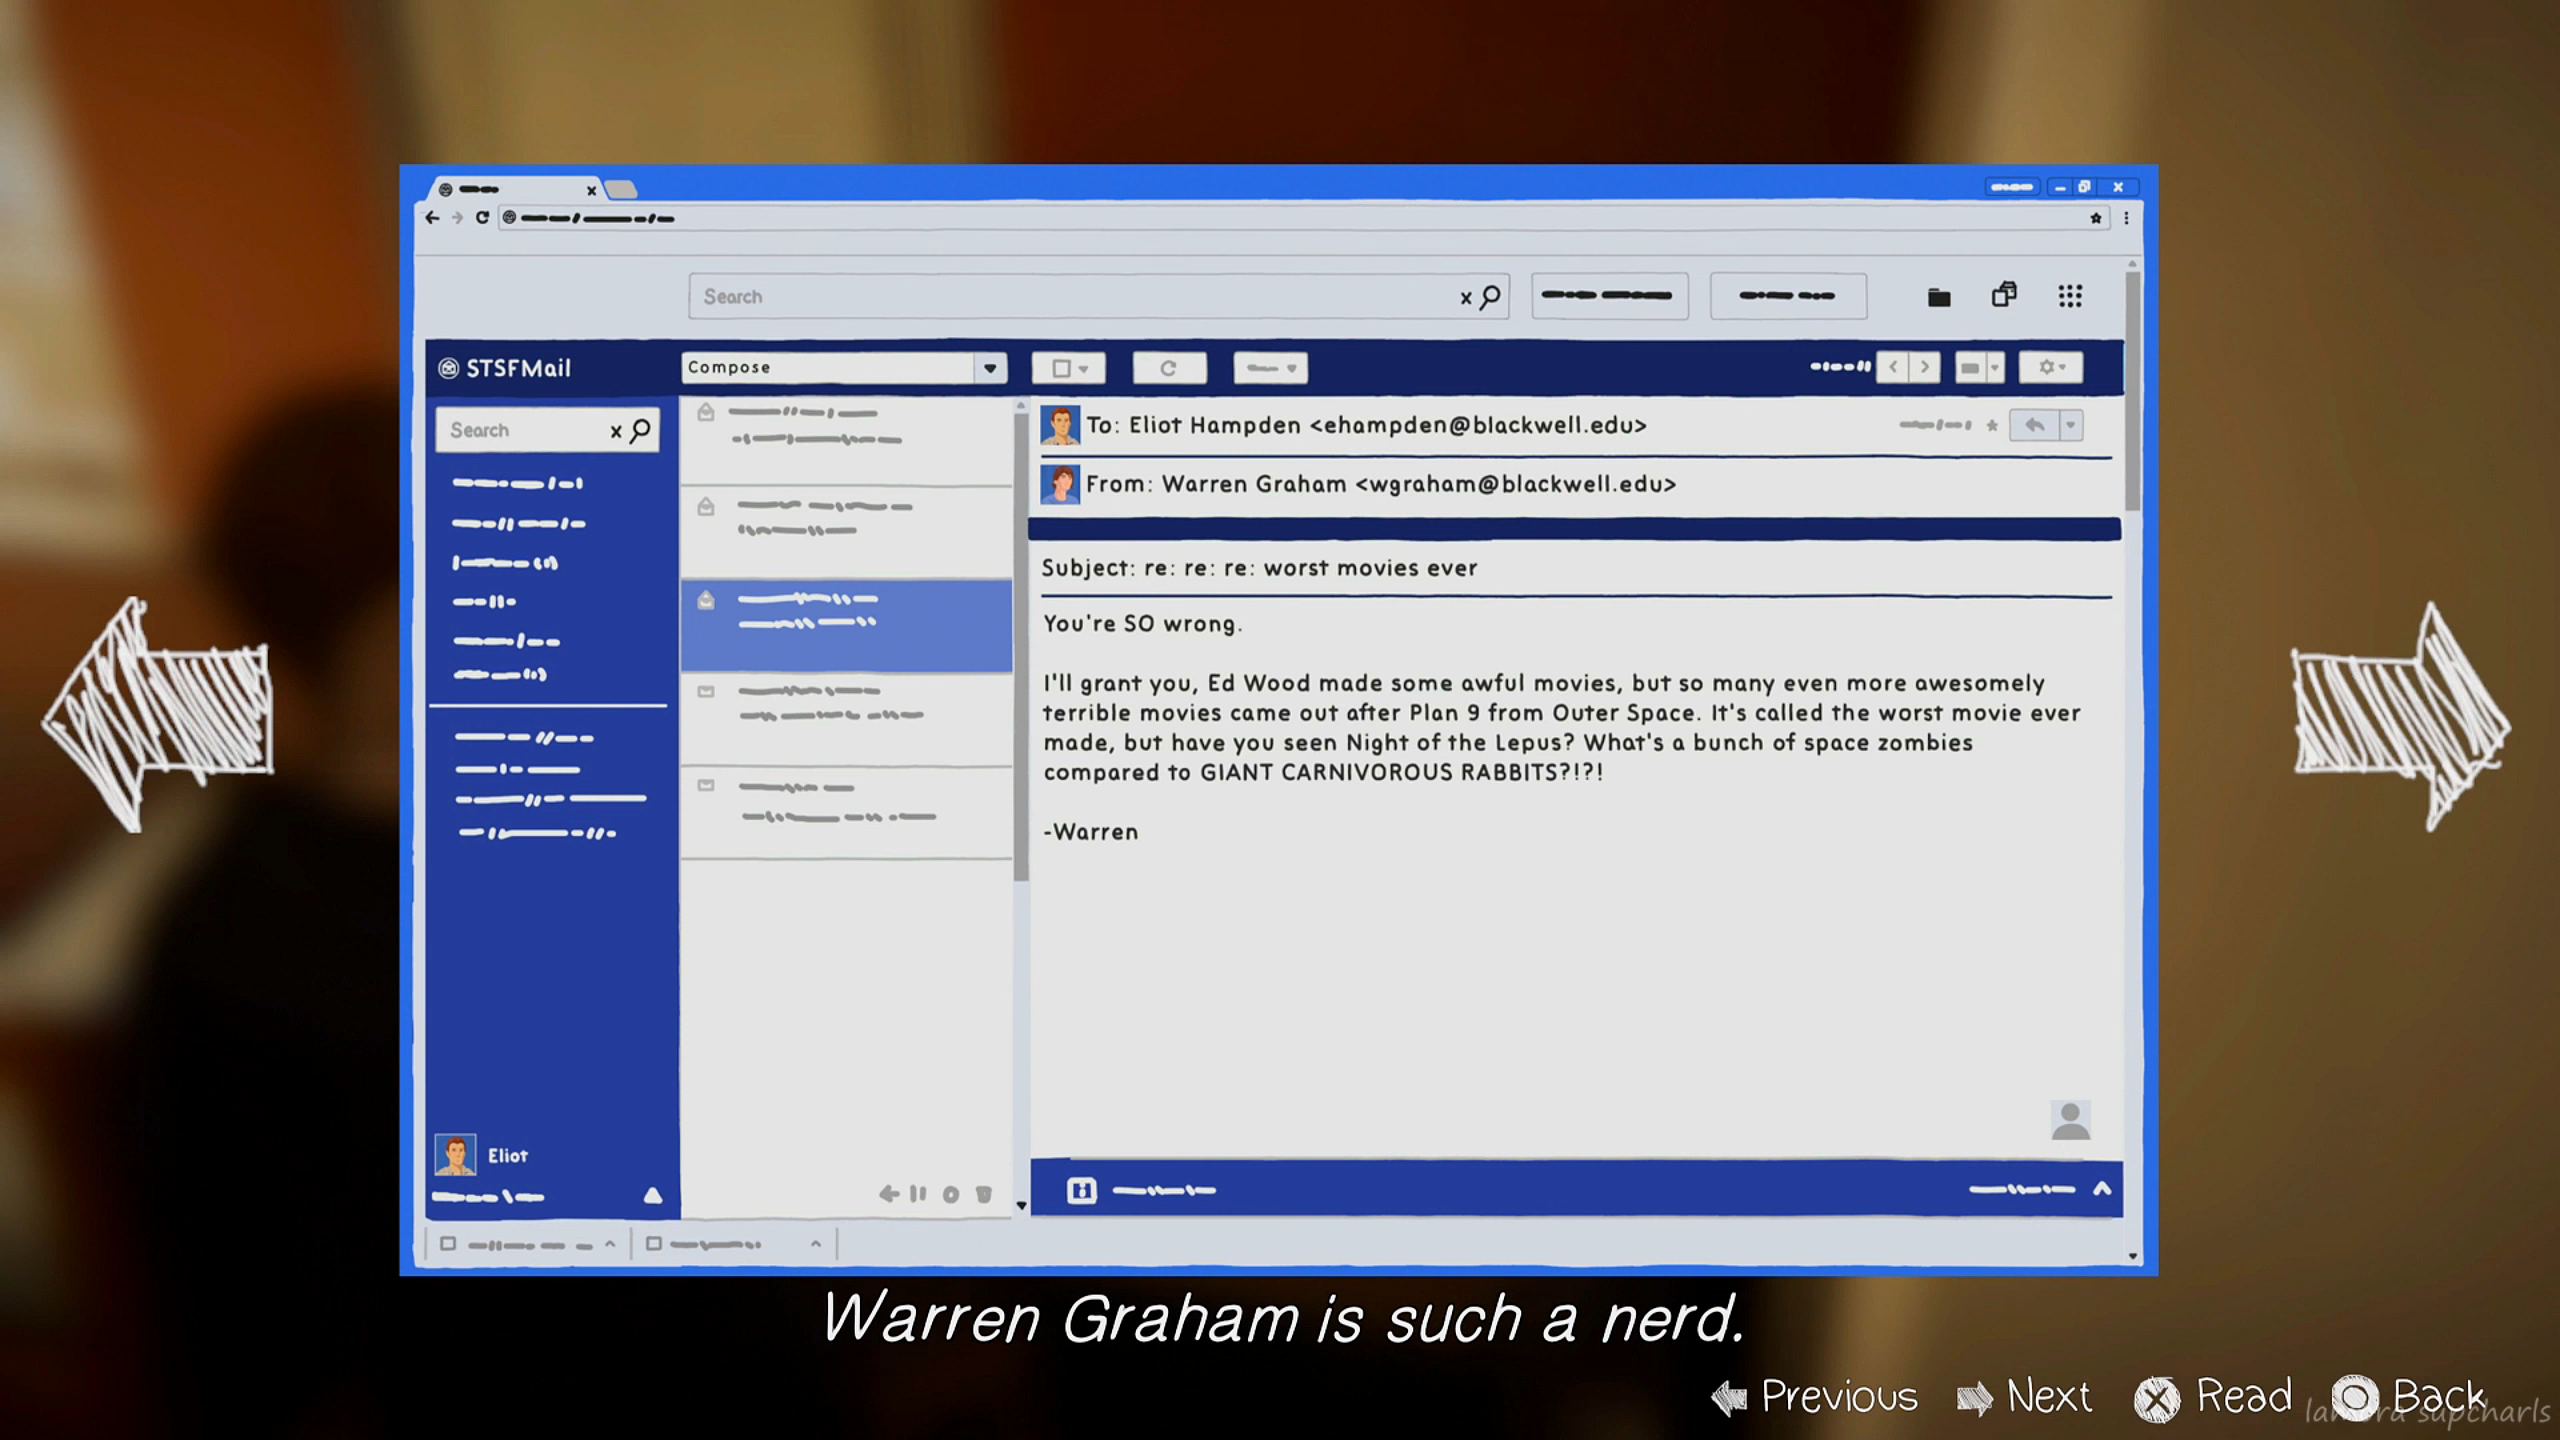 Search
STSFMail
Compose
Search
To: Eliot Hampden <ehampden@blackwell.edu>
From: Warren Graham <wgraham@blackwell.edu>
Subject: re: re: re: worst movies ever
You're SO wrong.
I'll grant you, Ed Wood made some awful movies, but so many even more awesomely
terrible movies came out after Plan 9 from Outer Space. It's called the worst movie ever
made, but have you seen Night of the Lepus? What's a bunch of space zombies
compared to GIANT CARNIVOROUS RABBITS?!?!
-Warren
Eliot
Warren Graham is such a nerd.
Previous Next Read Back